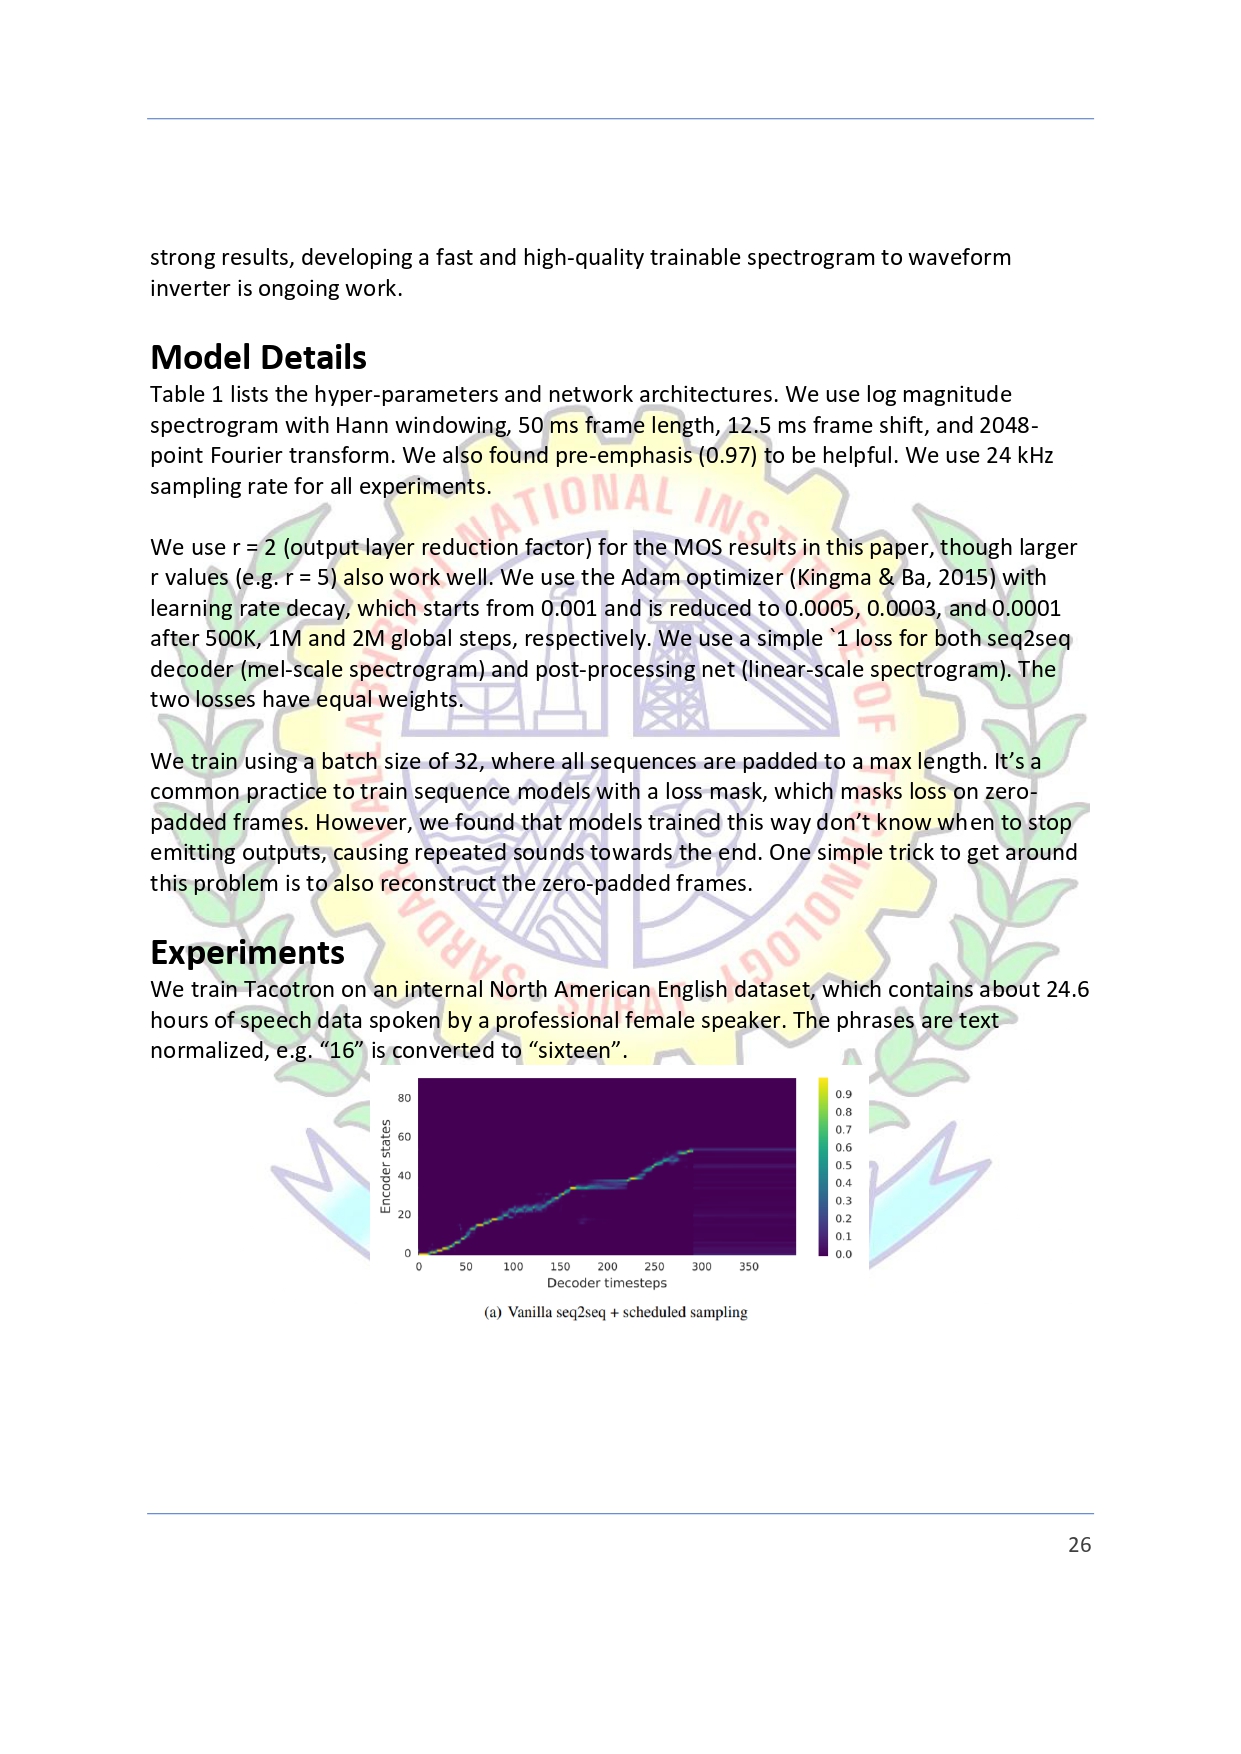 strong results, developing a fast and high-quality trainable spectrogram to waveform
inverter is ongoing work.
Model Details
Table 1 lists the hyper-parameters and network architectures. We use log magnitude
spectrogram with Hann windowing, 50 ms frame length, 12.5 ms frame shift, and 2048-
point Fourier transform. We also found pre-emphasis (0.97) to be helpful. We use 24 kHz
sampling rate for all experiments.
We use r = 2 (output layer reduction factor) for the MOS results in this paper, though larger
r values (e.g. r = 5) also work well. We use the Adam optimizer (Kingma & Ba, 2015) with
learning rate decay, which starts from 0.001 and is reduced to 0.0005, 0.0003, and 0.0001
after 500K, 1M and 2M global steps, respectively. We use a simple `1 loss for both seq2seq
decoder (mel-scale spectrogram) and post-processing net (linear-scale spectrogram). The
two losses have equal weights.
We train using a batch size of 32, where all sequences are padded to a max length. It’s a
common practice to train sequence models with a loss mask, which masks loss on zero-
padded frames. However, we found that models trained this way don’t know when to stop
emitting outputs, causing repeated sounds towards the end. One simple trick to get around
this problem is to also reconstruct the zero-padded frames.
Experiments
We train Tacotron on an internal North American English dataset, which contains about 24.6
hours of speech data spoken by a professional female speaker. The phrases are text
normalized, e.g. “16” is converted to “sixteen”.
SARDAR VALLABHBHAI NATIONAL INSTITUTE OF TECHNOLOGY
SURAT
Encoder states
80
60
40
20
0
0 50 100 150 200 250 300 350
Decoder timesteps
0.9
0.8
0.7
0.6
0.5
0.4
0.3
0.2
0.1
0.0
(a) Vanilla seq2seq + scheduled sampling
26